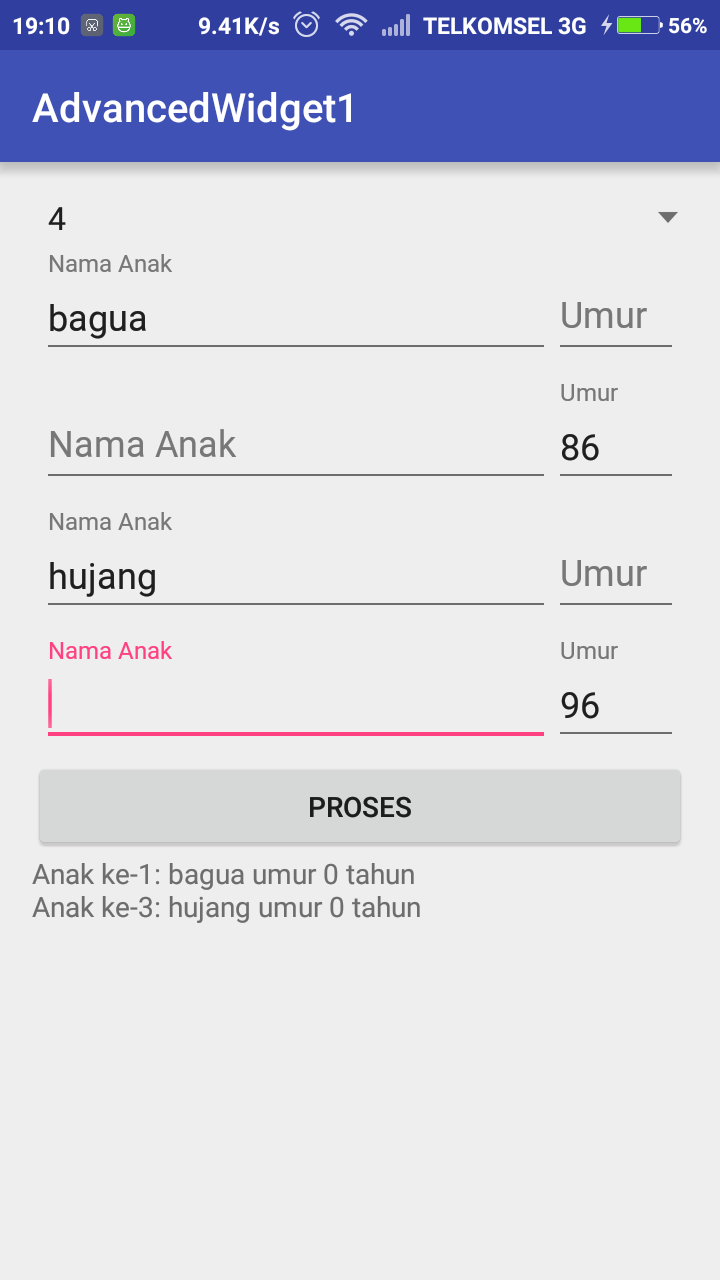 19:10 9.41K/s TELKOMSEL 3G 56%
AdvancedWidget1
4
Nama Anak
bagua Umur
Umur
Nama Anak 86
Nama Anak
hujang Umur
Nama Anak Umur
96
PROSES
Anak ke-1: bagua umur 0 tahun
Anak ke-3: hujang umur 0 tahun